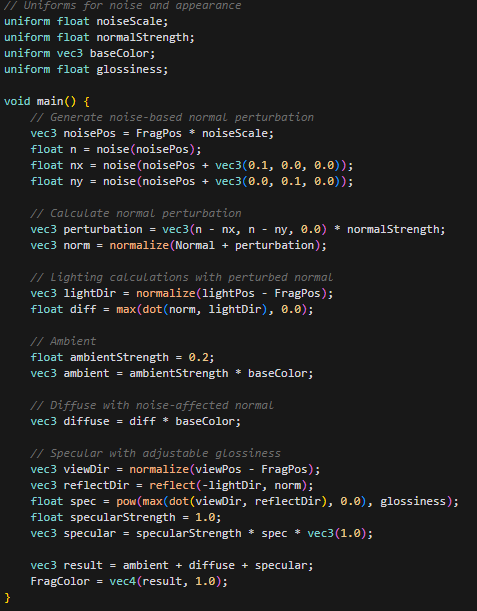 // Uniforms for noise and appearance
uniform float noiseScale;
uniform float normalStrength;
uniform vec3 baseColor;
uniform float glossiness;

void main() {
    // Generate noise-based normal perturbation
    vec3 noisePos = FragPos * noiseScale;
    float n = noise(noisePos);
    float nx = noise(noisePos + vec3(0.1, 0.0, 0.0));
    float ny = noise(noisePos + vec3(0.0, 0.1, 0.0));

    // Calculate normal perturbation
    vec3 perturbation = vec3(n - nx, n - ny, 0.0) * normalStrength;
    vec3 norm = normalize(Normal + perturbation);

    // Lighting calculations with perturbed normal
    vec3 lightDir = normalize(lightPos - FragPos);
    float diff = max(dot(norm, lightDir), 0.0);

    // Ambient
    float ambientStrength = 0.2;
    vec3 ambient = ambientStrength * baseColor;

    // Diffuse with noise-affected normal
    vec3 diffuse = diff * baseColor;

    // Specular with adjustable glossiness
    vec3 viewDir = normalize(viewPos - FragPos);
    vec3 reflectDir = reflect(-lightDir, norm);
    float spec = pow(max(dot(viewDir, reflectDir), 0.0), glossiness);
    float specularStrength = 1.0;
    vec3 specular = specularStrength * spec * vec3(1.0);

    vec3 result = ambient + diffuse + specular;
    FragColor = vec4(result, 1.0);
}